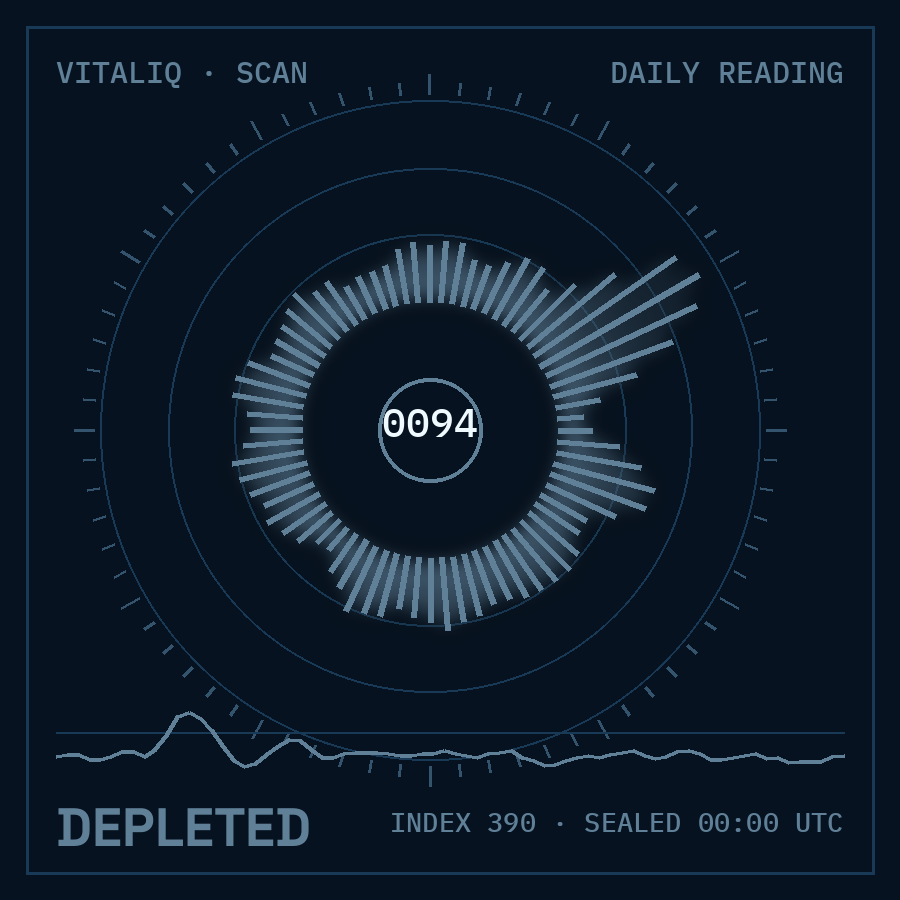 VITALIQ · SCAN
DAILY READING
0094
DEPLETED
INDEX 390 · SEALED 00:00 UTC